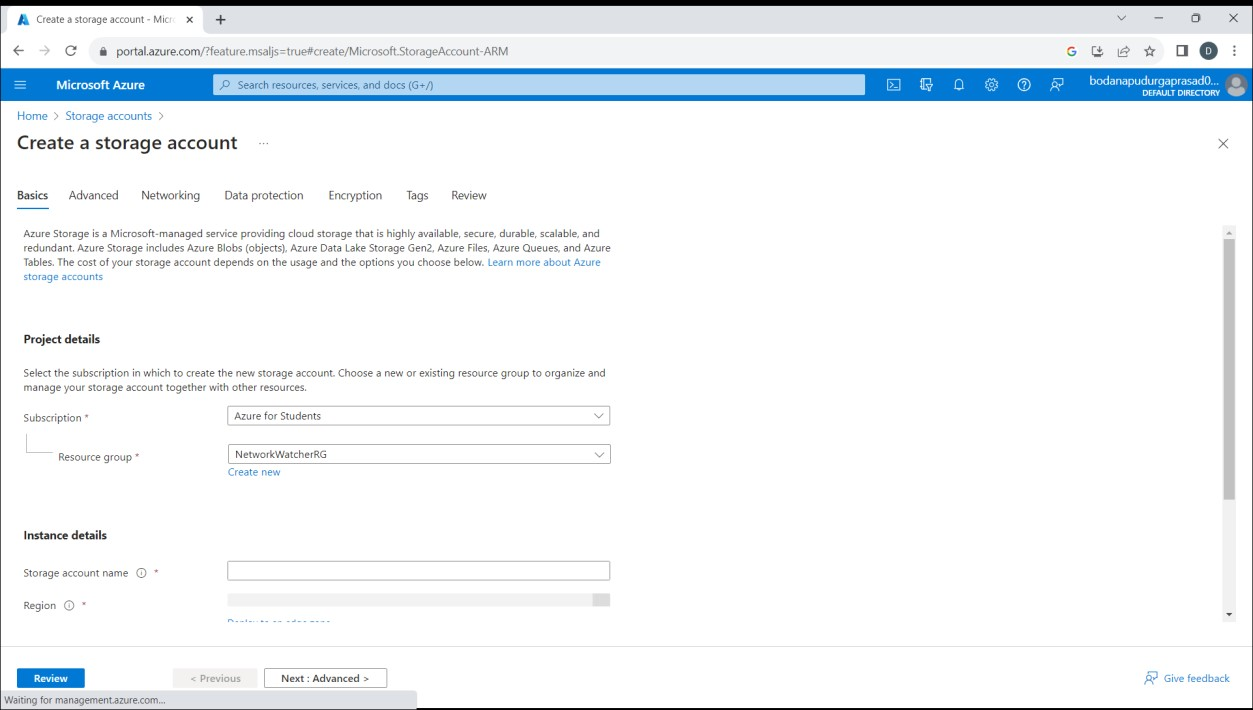 Create a storage account - Micr
portal.azure.com/?feature.msaljs=true#create/Microsoft.StorageAccount-ARM
G
D
Microsoft Azure
Search resources, services, and docs (G+/)
bodanapudurgaprasad0...
DEFAULT DIRECTORY
Home > Storage accounts >
Create a storage account ...
Basics Advanced Networking Data protection Encryption Tags Review
Azure Storage is a Microsoft-managed service providing cloud storage that is highly available, secure, durable, scalable, and
redundant. Azure Storage includes Azure Blobs (objects), Azure Data Lake Storage Gen2, Azure Files, Azure Queues, and Azure
Tables. The cost of your storage account depends on the usage and the options you choose below. Learn more about Azure
storage accounts
Project details
Select the subscription in which to create the new storage account. Choose a new or existing resource group to organize and
manage your storage account together with other resources.
Subscription * Azure for Students
Resource group * NetworkWatcherRG
Create new
Instance details
Storage account name *
Region *
Deploy to an edge zone
Review < Previous Next : Advanced > Give feedback
Waiting for management.azure.com...